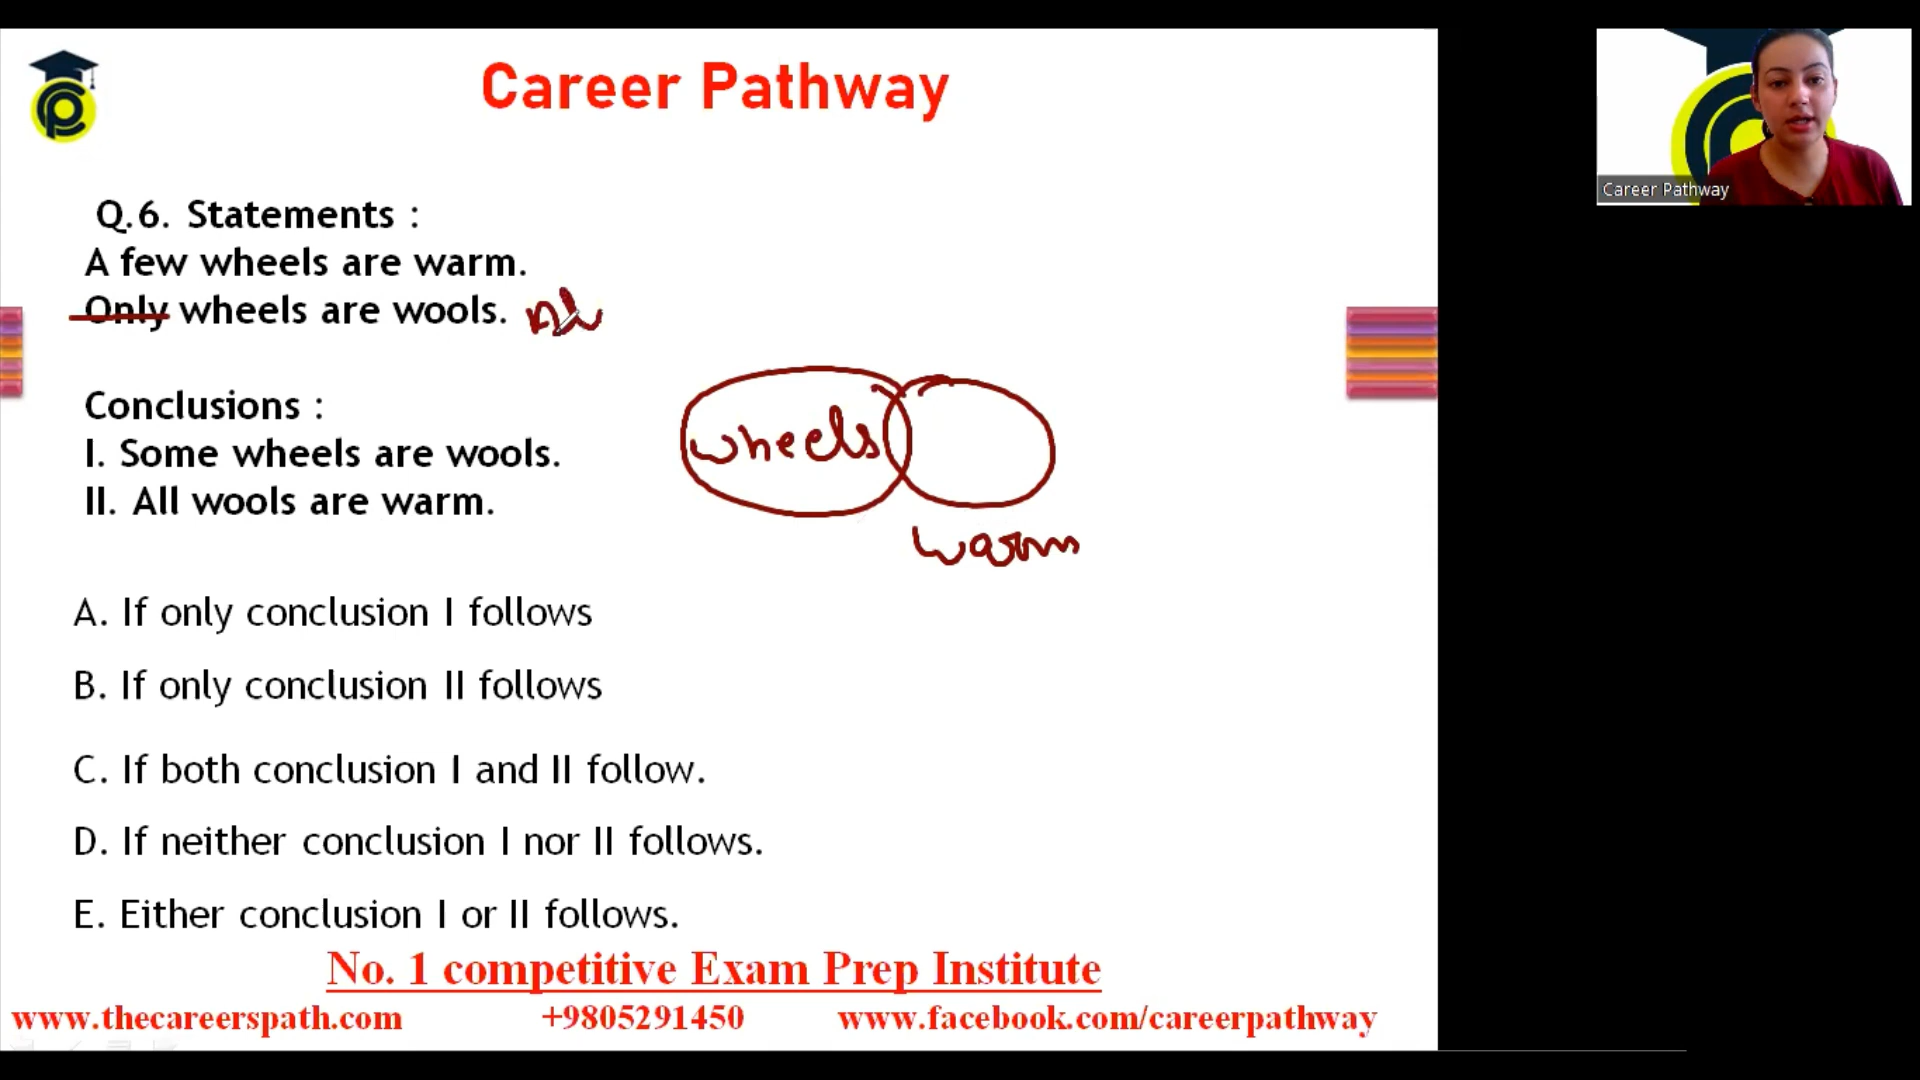 Career Pathway
Career Pathway
Q.6. Statements :
A few wheels are warm.
Only wheels are wools.
Conclusions :
I. Some wheels are wools.
II. All wools are warm.
wheels
warm
A. If only conclusion I follows
B. If only conclusion II follows
C. If both conclusion I and II follow.
D. If neither conclusion I nor II follows.
E. Either conclusion I or II follows.
No. 1 competitive Exam Prep Institute
www.thecareerspath.com +9805291450 www.facebook.com/careerpathway